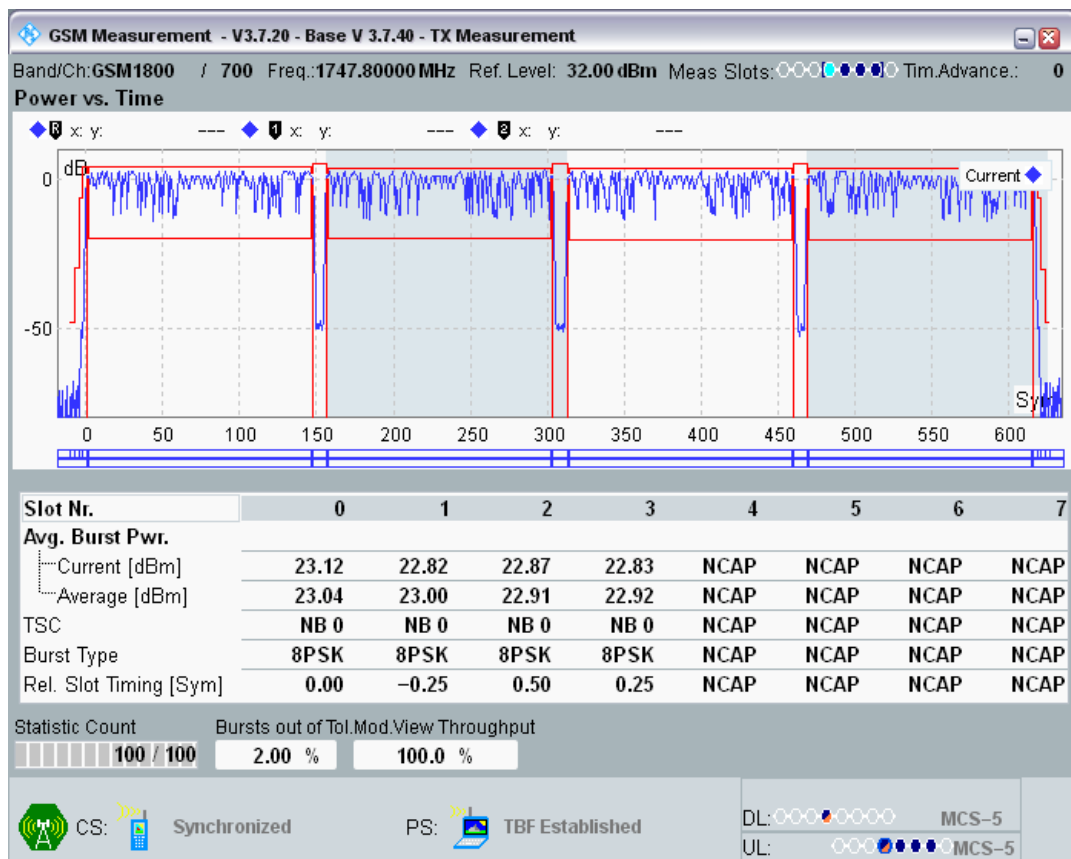 GSM Measurement - V3.7.20 - Base V 3.7.40 - TX Measurement
Band/Ch:GSM1800 / 700 Freq.:1747.80000 MHz Ref. Level: 32.00 dBm Meas Slots: Tim.Advance.: 0
Power vs. Time
R x: y: --- 1 x: y: --- 2 x: y: ---
dB
Current
0
-50
Sym
0 50 100 150 200 250 300 350 400 450 500 550 600
Slot Nr. 0 1 2 3 4 5 6 7
Avg. Burst Pwr.
Current [dBm] 23.12 22.82 22.87 22.83 NCAP NCAP NCAP NCAP
Average [dBm] 23.04 23.00 22.91 22.92 NCAP NCAP NCAP NCAP
TSC NB 0 NB 0 NB 0 NB 0 NCAP NCAP NCAP NCAP
Burst Type 8PSK 8PSK 8PSK 8PSK NCAP NCAP NCAP NCAP
Rel. Slot Timing [Sym] 0.00 −0.25 0.50 0.25 NCAP NCAP NCAP NCAP
Statistic Count Bursts out of Tol.Mod.View Throughput
100 / 100 2.00 % 100.0 %
CS: Synchronized PS: TBF Established
DL: MCS−5
UL: MCS−5